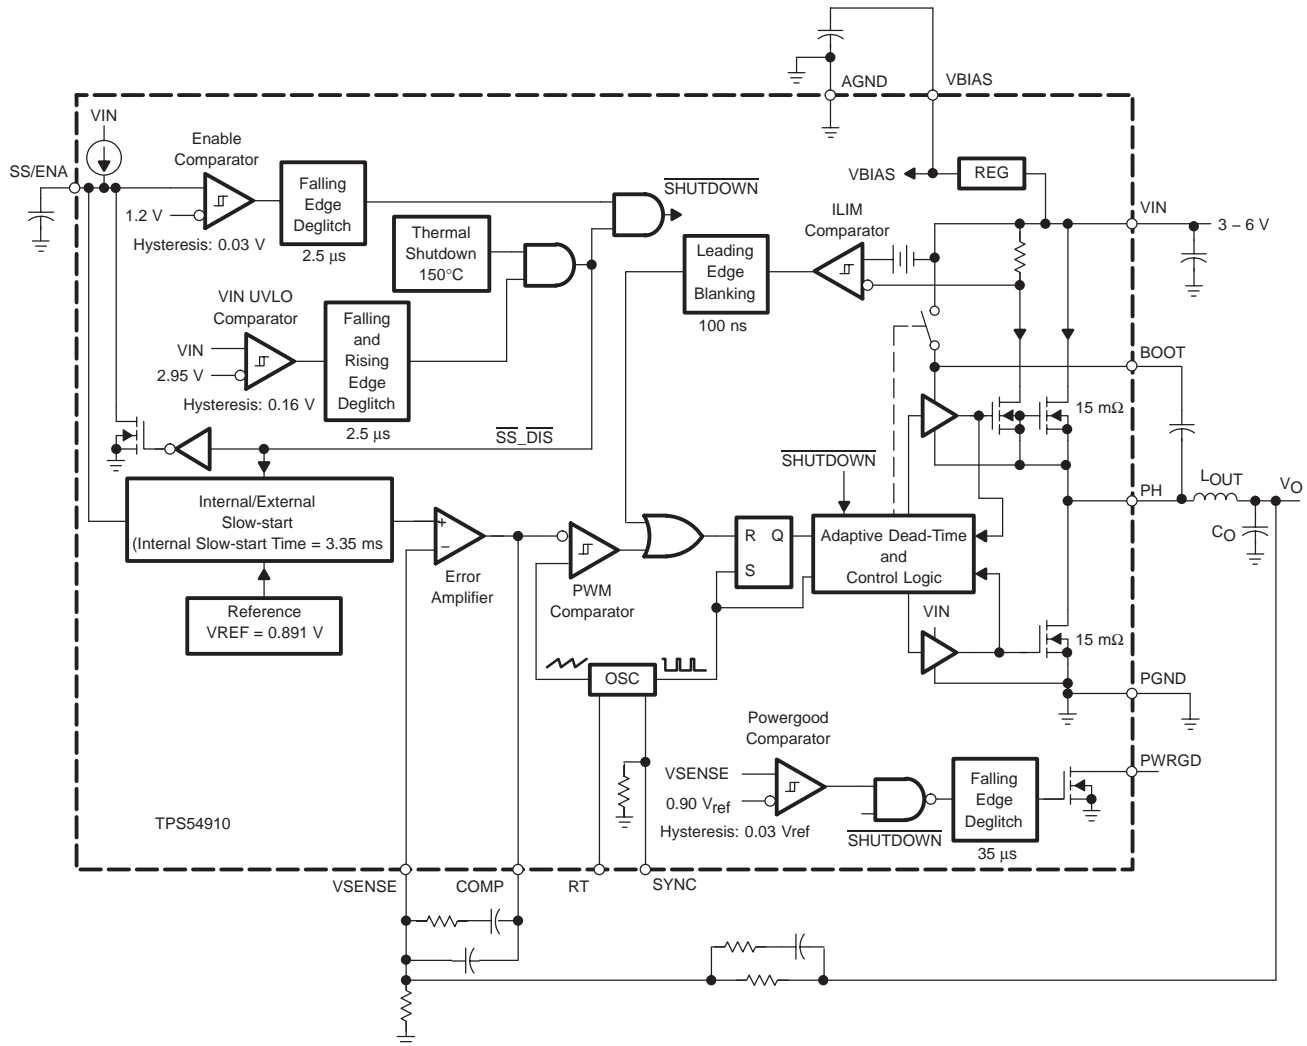 AGND
VBIAS
VIN
Enable
Comparator
SS/ENA
1.2 V
Hysteresis: 0.03 V
Falling
Edge
Deglitch
2.5 μs
Thermal
Shutdown
150°C
SHUTDOWN
VBIAS
REG
ILIM
Comparator
VIN
3 – 6 V
Leading
Edge
Blanking
100 ns
VIN UVLO
Comparator
VIN
2.95 V
Hysteresis: 0.16 V
Falling
and
Rising
Edge
Deglitch
2.5 μs
SS_DIS
BOOT
15 mΩ
SHUTDOWN
PH
LOUT
VO
CO
Internal/External
Slow-start
(Internal Slow-start Time = 3.35 ms
+
−
Error
Amplifier
PWM
Comparator
R Q
S
Adaptive Dead-Time
and
Control Logic
Reference
VREF = 0.891 V
VIN
15 mΩ
OSC
PGND
Powergood
Comparator
VSENSE
0.90 Vref
Hysteresis: 0.03 Vref
SHUTDOWN
Falling
Edge
Deglitch
35 μs
PWRGD
TPS54910
VSENSE
COMP
RT
SYNC